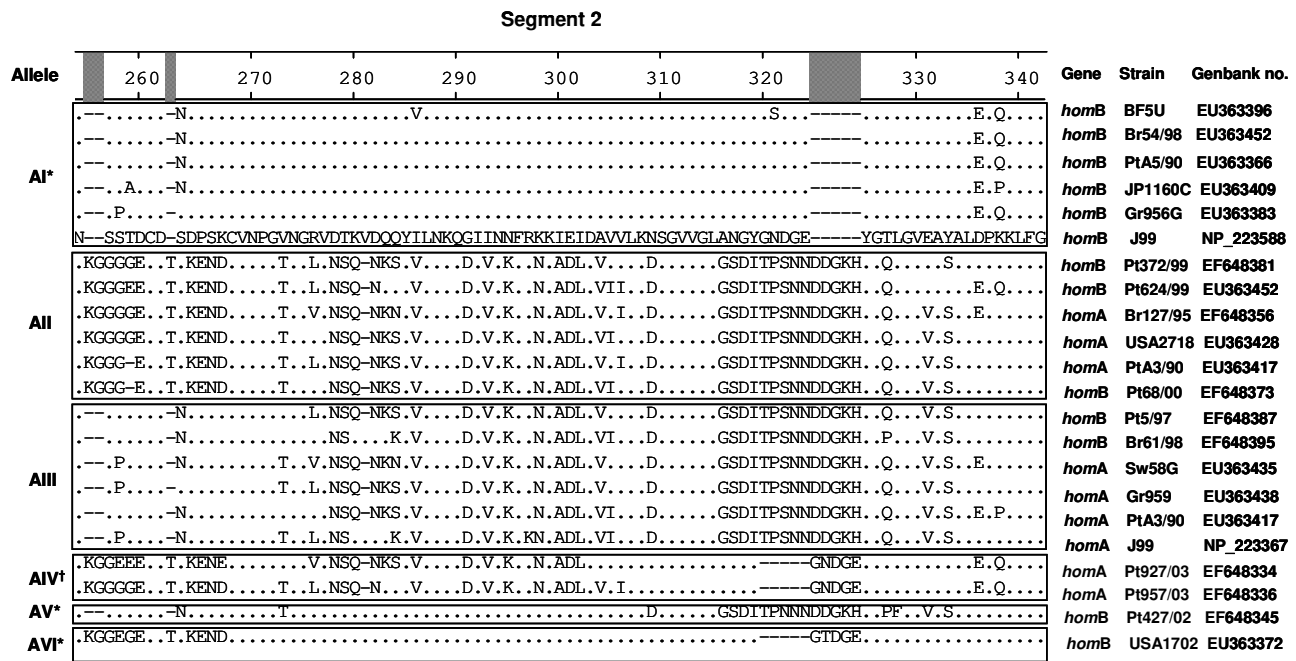 Segment 2
Allele 260 270 280 290 300 310 320 330 340 Gene Strain Genbank no.
.--......-N......................V..................................S...-----...........E.Q.... homB BF5U EU363396
.--......-N.............................................................-----...........E.Q.... homB Br54/98 EU363452
.--......-N.............................................................-----...........E.Q.... homB PtA5/90 EU363366
AI*
.--..A...-N.............................................................-----...........E.P.... homB JP1160C EU363409
.--.P....-..............................................................-----...........E.Q.... homB Gr956G EU363383
N--SSTDCD-SDPSKCVNPGVNGRVDTKVDQQYILNKQGIINNFRKKIEIDAVVLKNSGVVGLANGYGNDGE-----YGTLGVEAYALDPKKLFG homB J99 NP_223588
.KGGGGE..T.KEND.....T..L.NSQ-NKS.V....D.V.K..N.ADL.V....D......GSDITPSNNDDGKH..Q.....S......... homB Pt372/99 EF648381
.KGGGEE..T.KEND.....T..L.NSQ-N...V....D.V.K..N.ADL.VII...D......GSDITPSNNDDGKH..Q........E.Q.... homB Pt624/99 EU363452
.KGGGGE..T.KEND.....T..V.NSQ-NKN.V....D.V.K..N.ADL.V.I...D......GSDITPSNNDDGKH..Q...V.S..E...... homA Br127/95 EF648356
AII
.KGGGGE..T.KEND.....T....NSQ-NKS.V....D.V.K..N.ADL.VI....D......GSDITPSNNDDGKH..Q...V.S......... homA USA2718 EU363428
.KGGG-E..T.KEND.....T..L.NSQ-NKS.V....D.V.K..N.ADL.V.I...D......GSDITPSNNDDGKH..Q...V.S......... homA PtA3/90 EU363417
.KGGG-E..T.KEND.....T....NSQ-NKS.V....D.V.K..N.ADL.VI....D......GSDITPSNNDDGKH..Q...V.S......... homB Pt68/00 EF648373
.--......-N............L.NSQ-NKS.V....D.V.K..N.ADL.VI....D......GSDITPSNNDDGKH..Q...V.S......... homB Pt5/97 EF648387
.--......-N..............NS....K.V....D.V.K..N.ADL.VI....D......GSDITPSNNDDGKH..P...V.S......... homB Br61/98 EF648395
.--.P....-N.........T..V.NSQ-NKN.V....D.V.K..N.ADL.VI....D......GSDITPSNNDDGKH..Q...V.S..E...... homA Sw58G EU363435
AIII
.--.P....-..........T..L.NSQ-NKS.V....D.V.K..N.ADL.V....D......GSDITPSNNDDGKH..Q...V.S......... homA Gr959 EU363438
.--......-N..............NSQ-NKS.V....D.V.K..N.ADL.VI....D......GSDITPSNNDDGKH..Q...V.S..E.P.... homA PtA3/90 EU363417
.--.P....-N.........T..L.NS....K.V....D.V...KN.ADL.VI....D......GSDITPSNNDDGKH..Q...V.S......... homA J99 NP_223367
.KGGEEE..T.KENE........V.NSQ-NKS.V....D.V.K..N.ADL.................-----GNDGE...........E.Q.... homA Pt927/03 EF648334
AIV†
.KGGGGE..T.KEND.....T..L.NSQ-N...V....D.V.K..N.ADL.V.I.............-----GNDGE...........E.Q.... homA Pt957/03 EF648336
AV* .--......-N.........T...................................D......GSDITPNNNDDGKH..PF..V.S......... homB Pt427/02 EF648345
AVI* .KGGEGE..T.KEND....................................................-----GTDGE.................. homB USA1702 EU363372